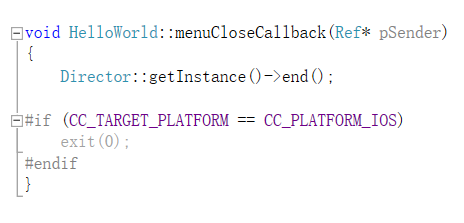 void HelloWorld::menuCloseCallback(Ref* pSender)
{
    Director::getInstance()->end();

#if (CC_TARGET_PLATFORM == CC_PLATFORM_IOS)
    exit(0);
#endif
}